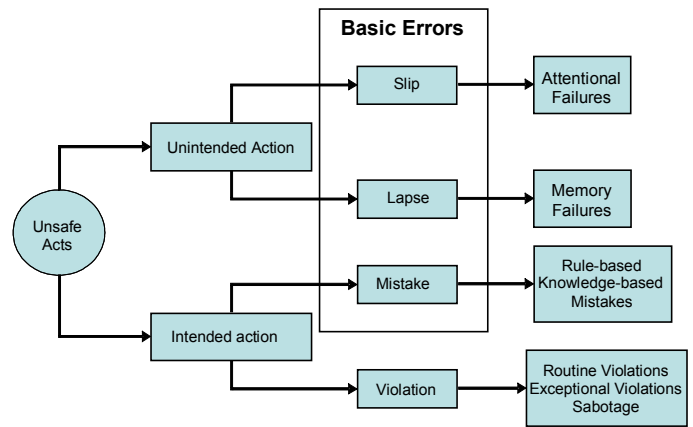 Basic Errors
Slip
Attentional
Failures
Unintended Action
Lapse
Memory
Failures
Unsafe
Acts
Mistake
Rule-based
Knowledge-based
Mistakes
Intended action
Violation
Routine Violations
Exceptional Violations
Sabotage